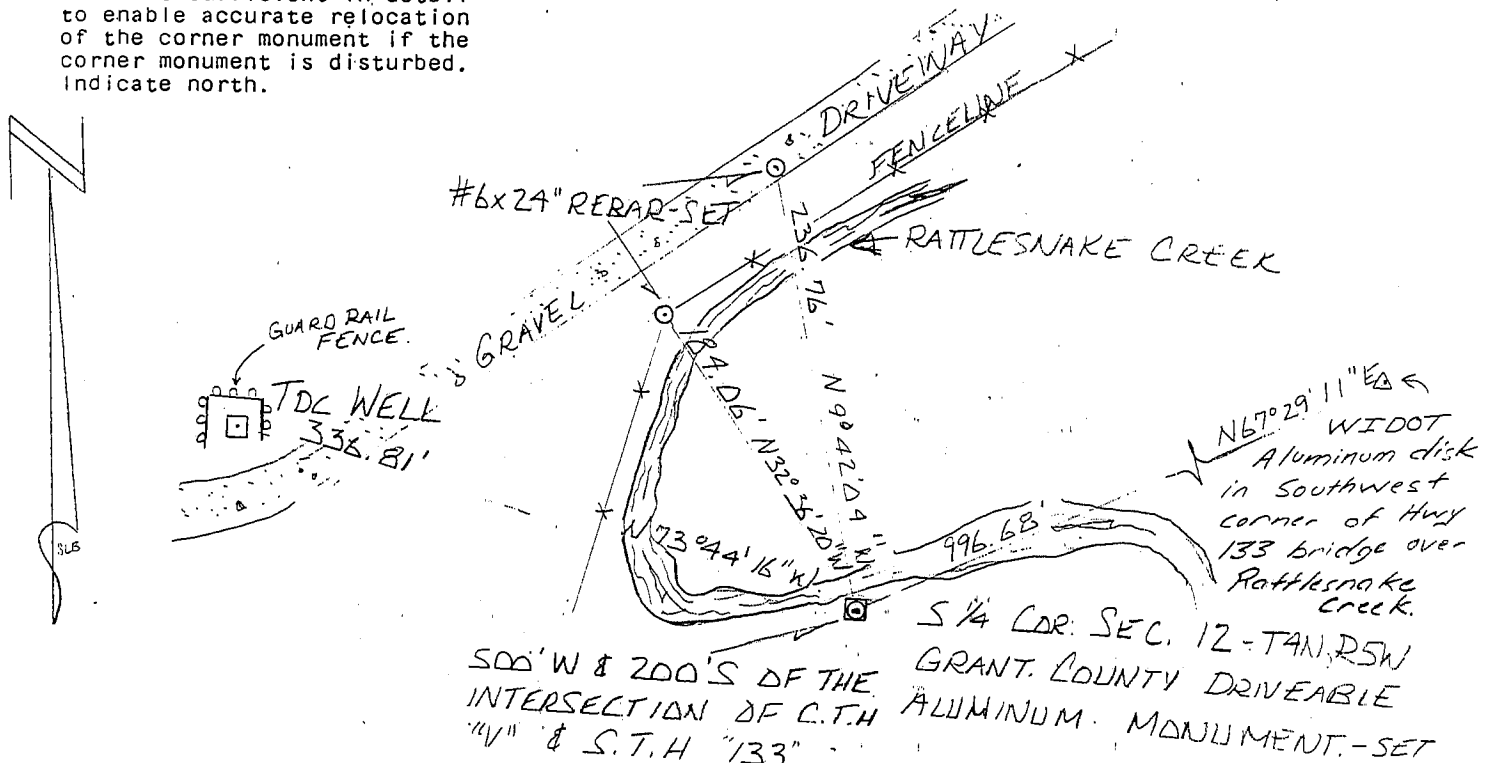 to enable accurate relocation
of the corner monument if the
corner monument is disturbed.
Indicate north.
N
SLB
DRIVEWAY
FENCELINE
#6x24" REBAR-SET
RATTLESNAKE CREEK
236.76' N9°42'04"W
GRAVEL
GUARD RAIL
FENCE.
TDC WELL
338.81'
N73°44'16"W
184.06' N32°36'20"W
996.68'
N67°29'11"E
WIDOT
Aluminum disk
in Southwest
corner of Hwy
133 bridge over
Rattlesnake
Creek.
S 1/4 COR. SEC. 12-T4N, R5W
GRANT COUNTY DRIVEABLE
ALUMINUM MONUMENT.-SET
500' W & 200'S OF THE
INTERSECTION OF C.T.H
"V" & S.T.H "133"